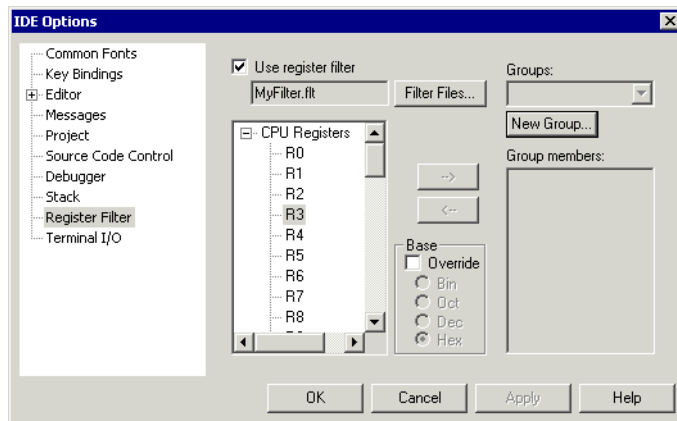 IDE Options
Common Fonts
Key Bindings
Editor
Messages
Project
Source Code Control
Debugger
Stack
Register Filter
Terminal I/O
Use register filter
MyFilter.flt
Filter Files...
CPU Registers
R0
R1
R2
R3
R4
R5
R6
R7
R8
-->
<--
Base
Override
Bin
Oct
Dec
Hex
Groups:
New Group...
Group members:
OK
Cancel
Apply
Help